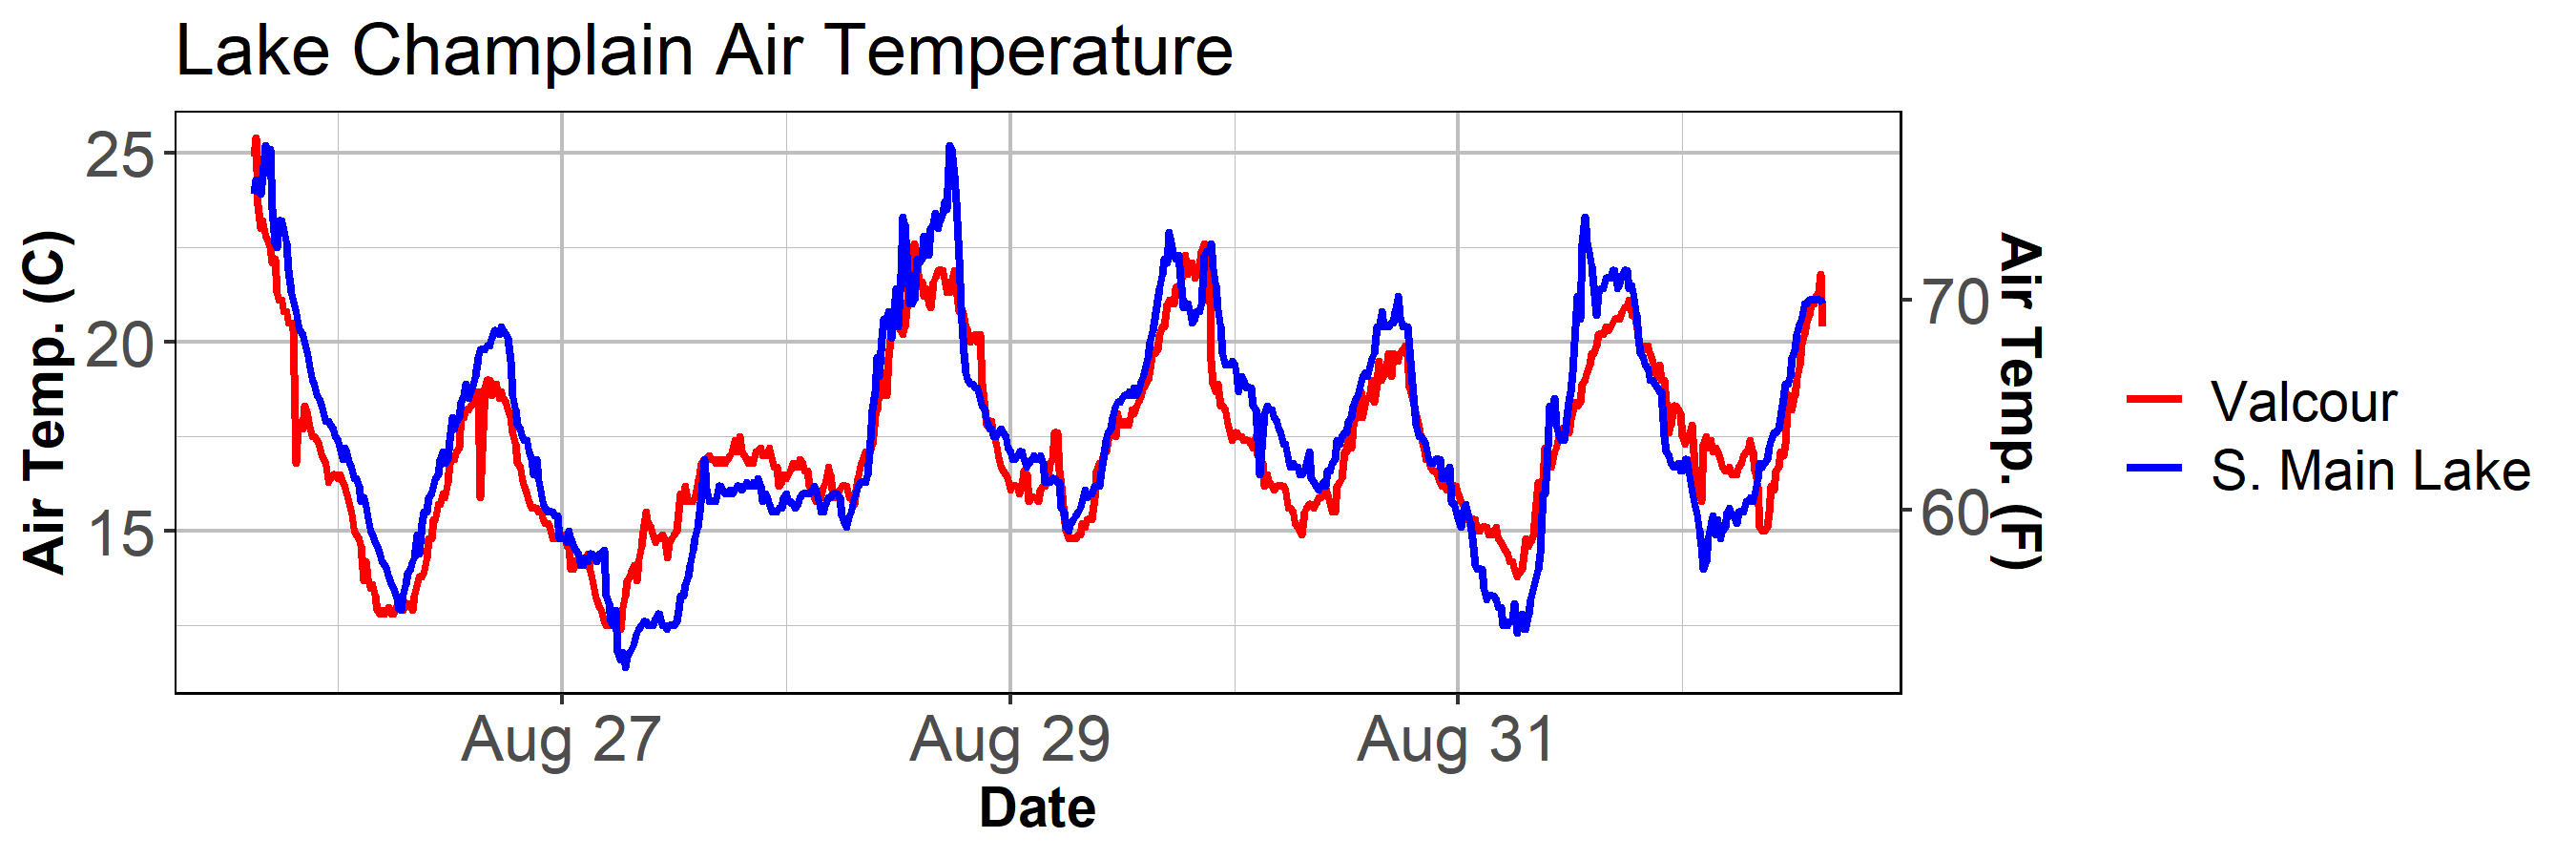 Lake Champlain Air Temperature
Air Temp. (C)
25
20
15
Aug 27
Aug 29
Aug 31
Date
70
60
Air Temp. (F)
Valcour
S. Main Lake